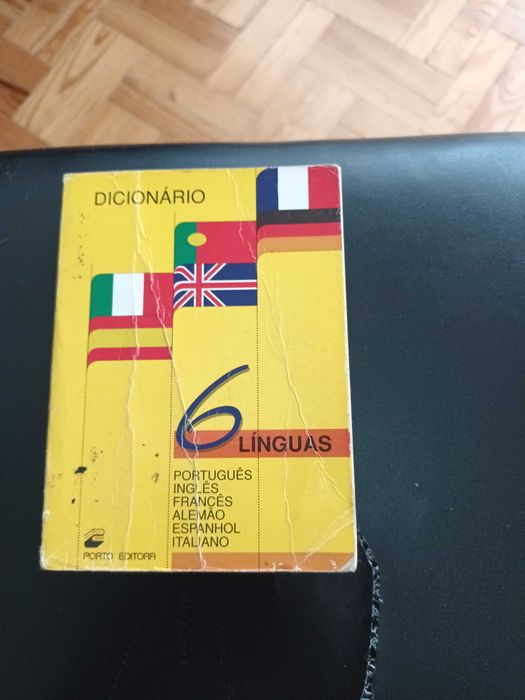 DICIONÁRIO
6 LÍNGUAS
PORTUGUÊS
INGLÊS
FRANCÊS
ALEMÃO
ESPANHOL
ITALIANO
PORTO EDITORA